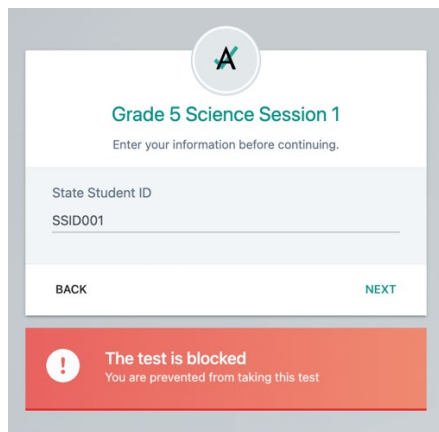 Grade 5 Science Session 1
Enter your information before continuing.
State Student ID
SSID001
BACK
NEXT
The test is blocked
You are prevented from taking this test